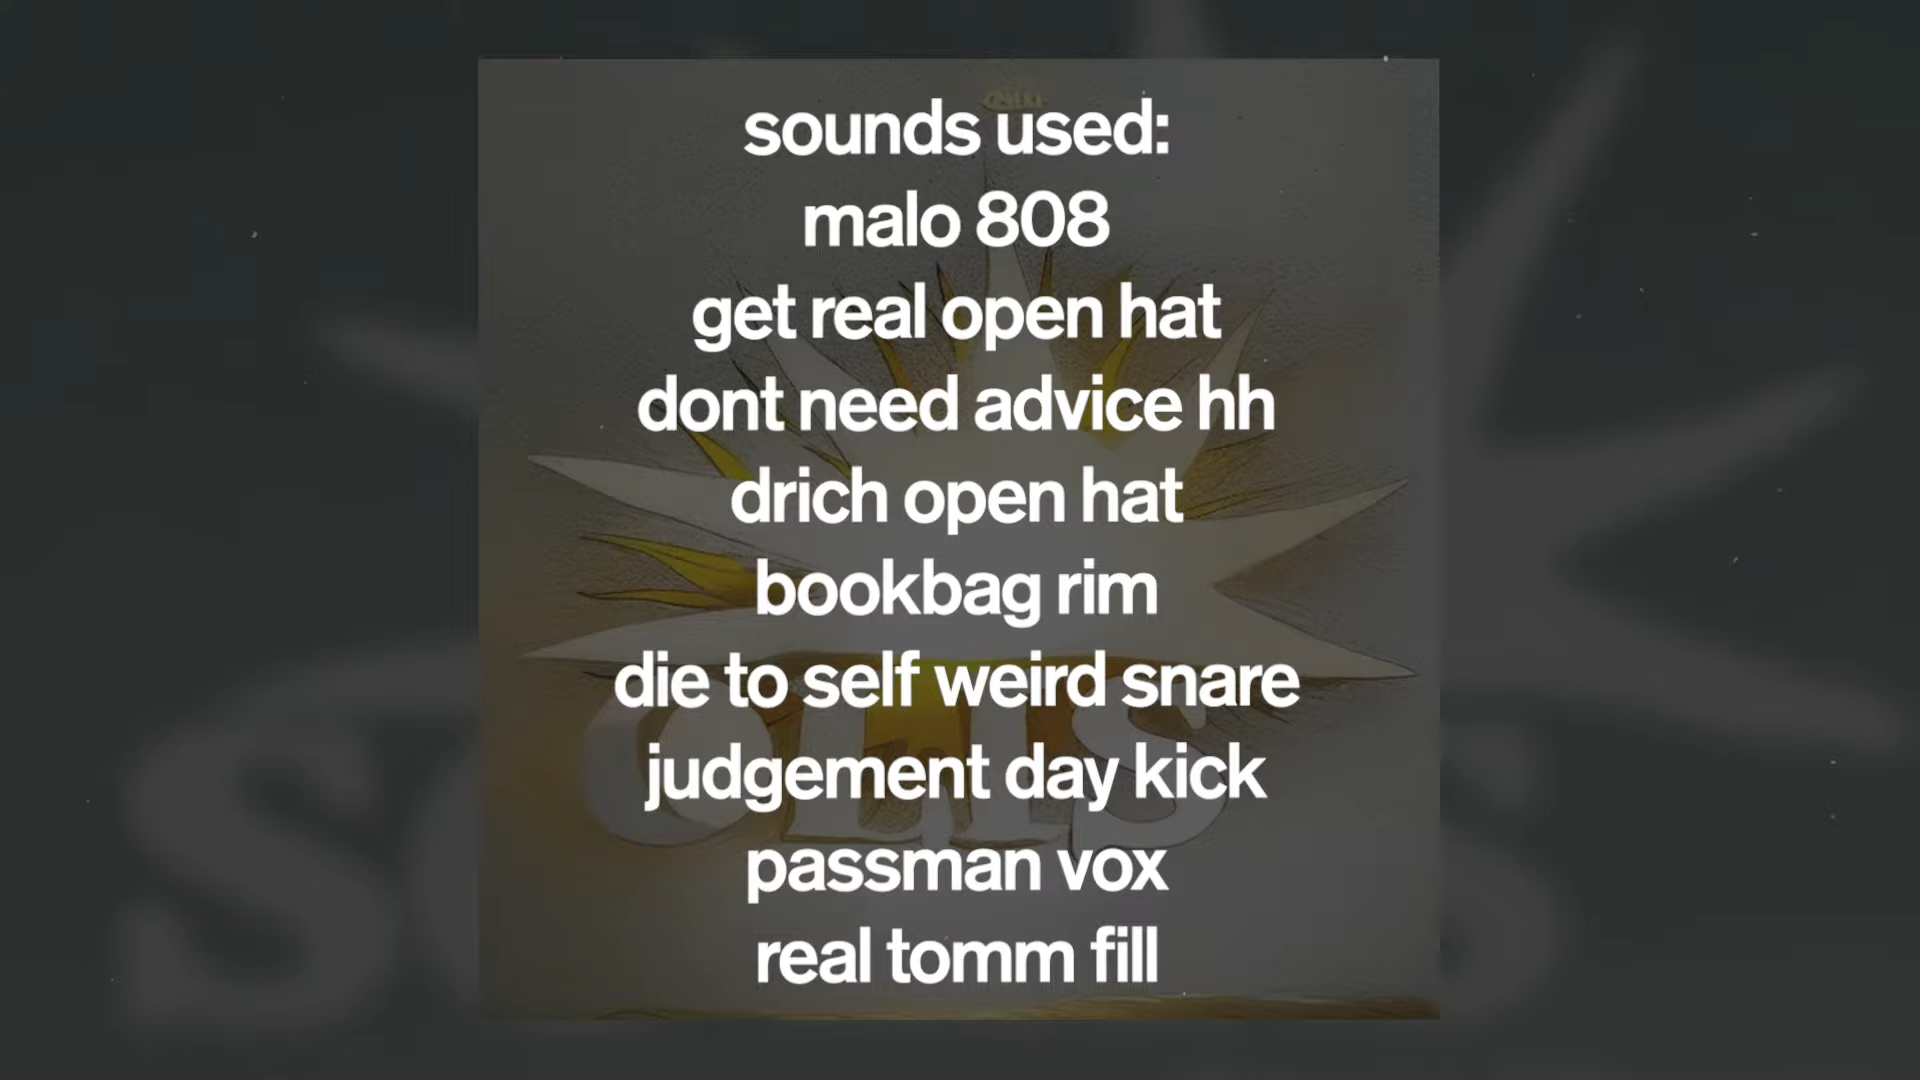 sounds used:
malo 808
get real open hat
dont need advice hh
drich open hat
bookbag rim
die to self weird snare
judgement day kick
passman vox
real tomm fill
OLIS